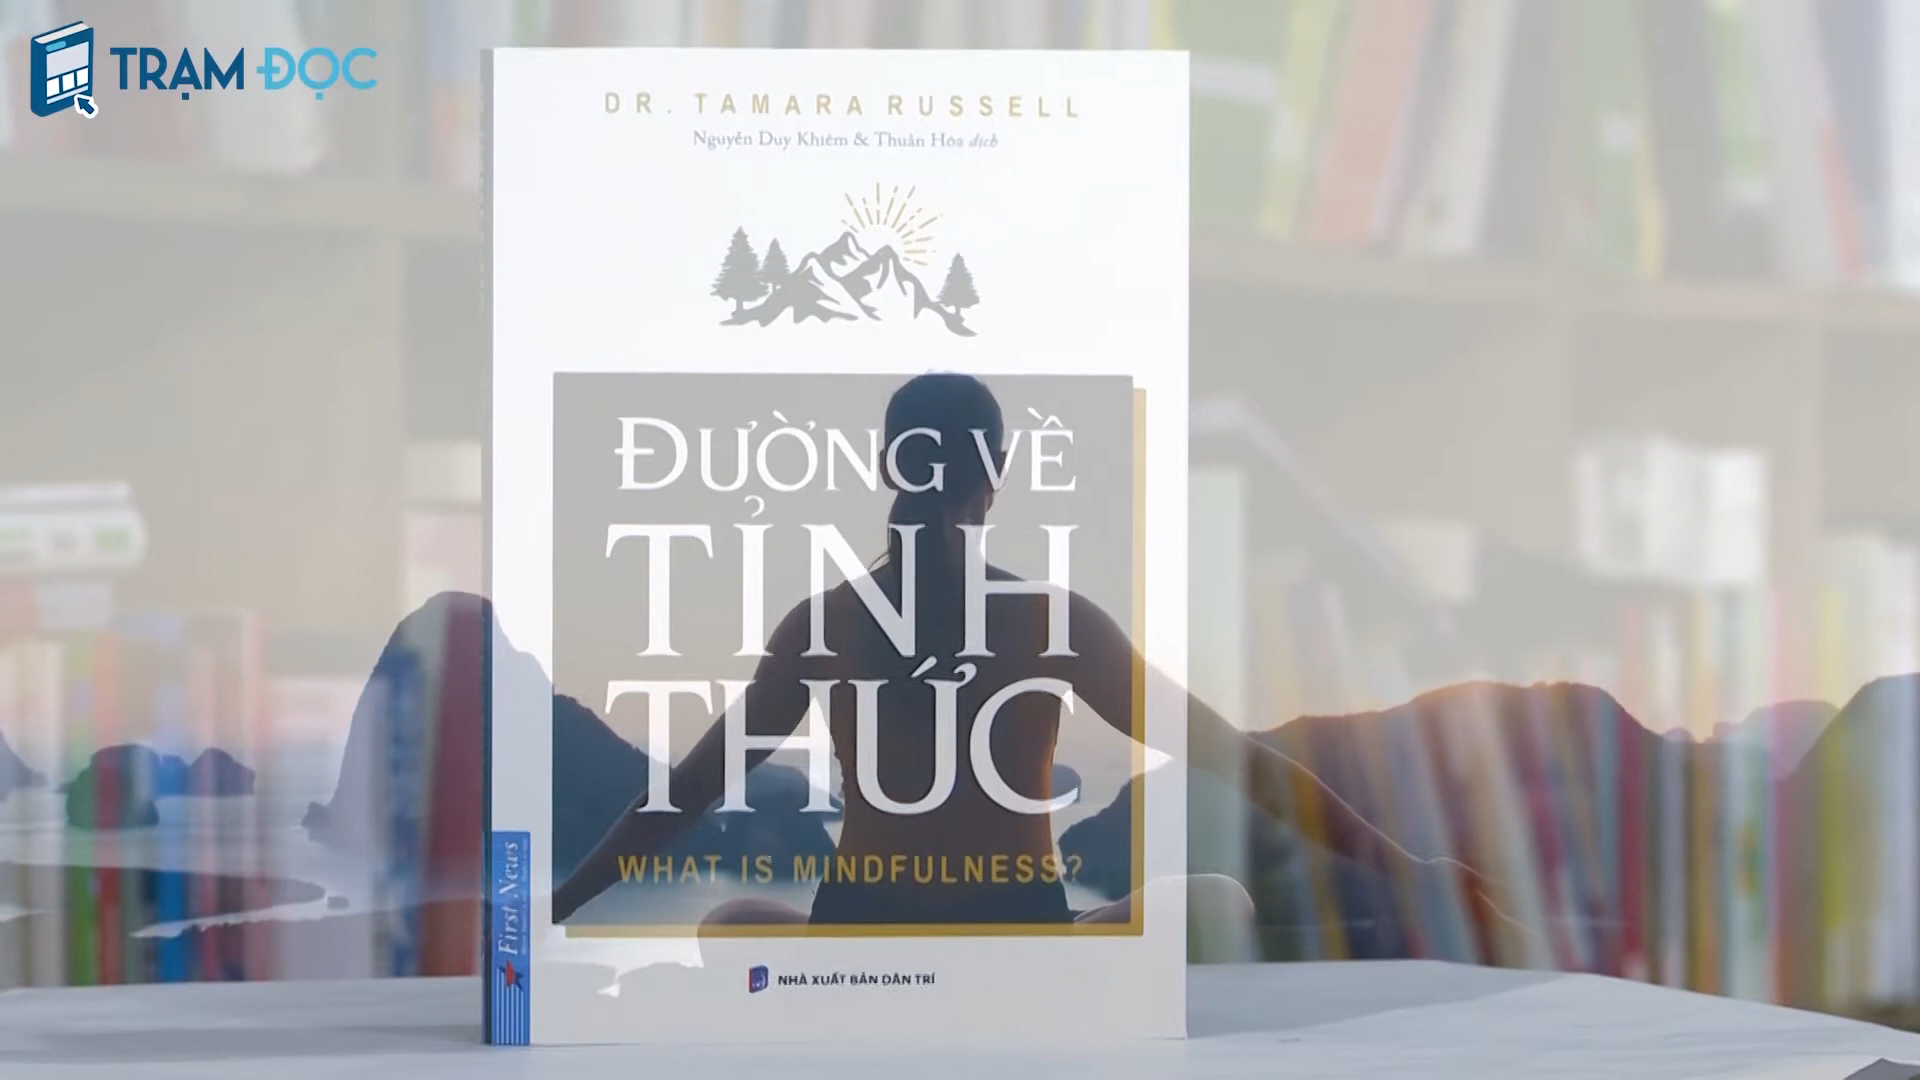 TRẠM ĐỌC
DR. TAMARA RUSSELL
Nguyễn Duy Khiêm & Thuần Hóa dịch
ĐƯỜNG VỀ
TỈNH
THỨC
WHAT IS MINDFULNESS?
First News
NHÀ XUẤT BẢN DÂN TRÍ